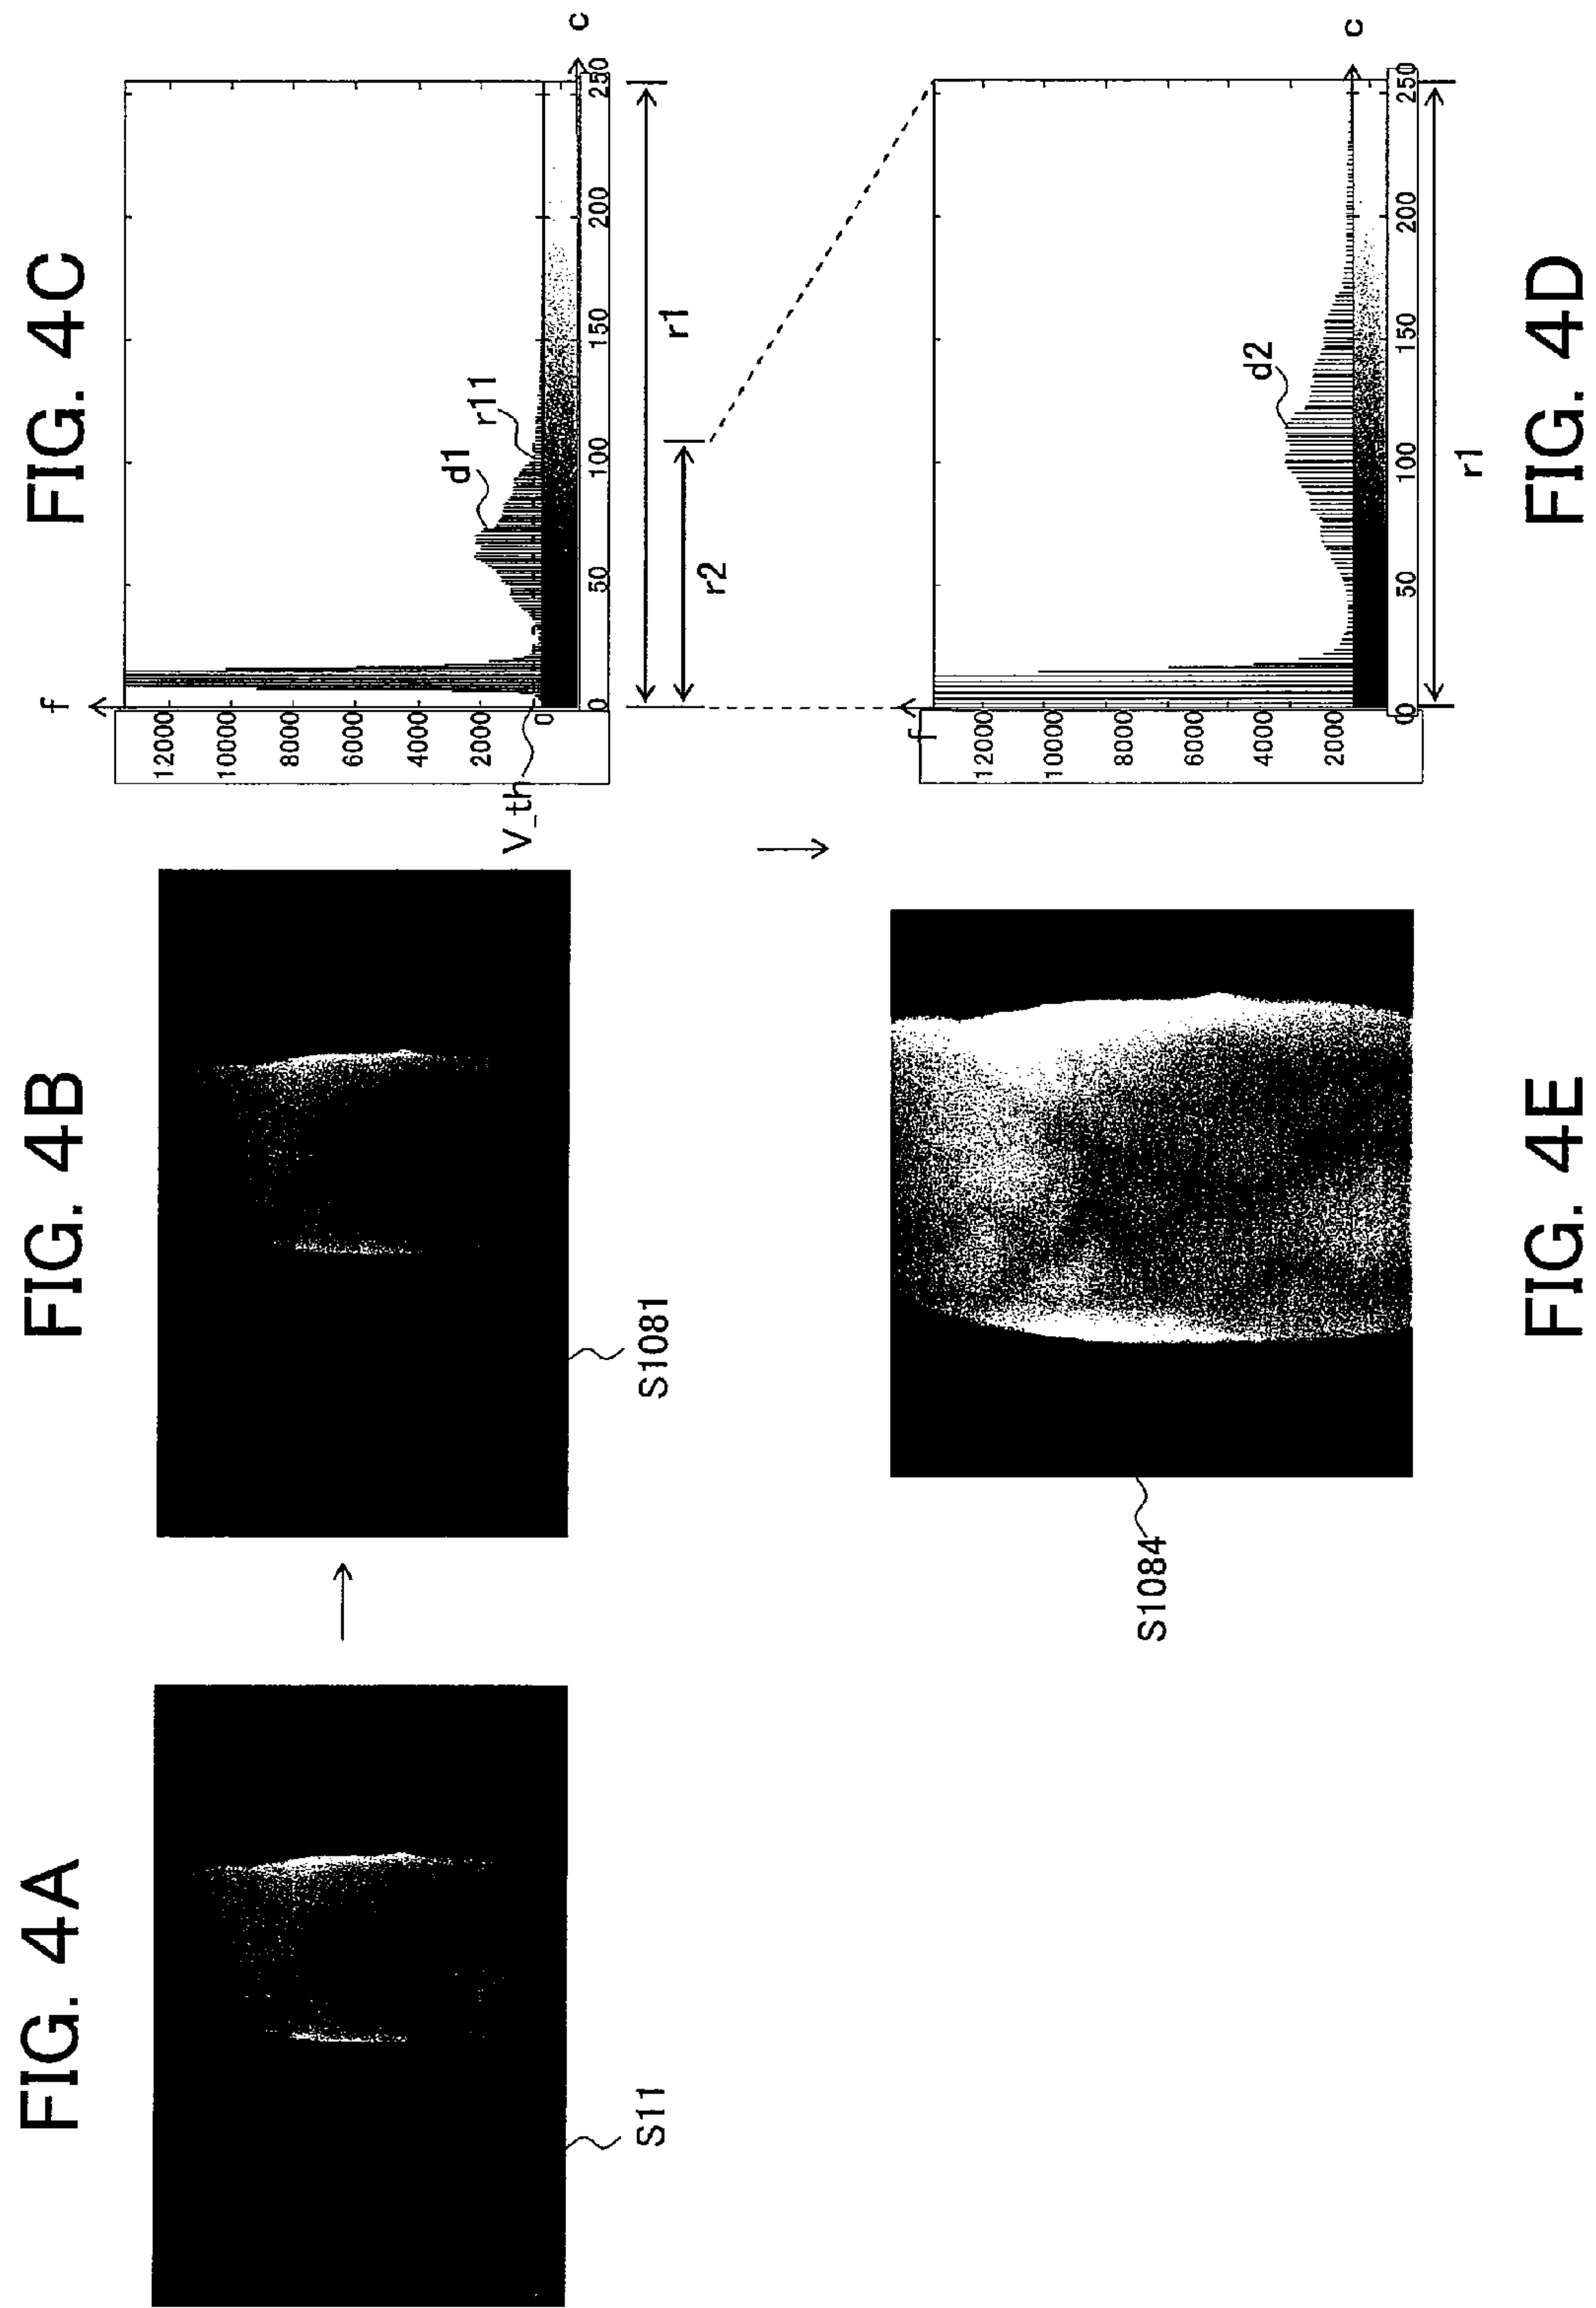 FIG. 4A
S11
FIG. 4B
S1081
FIG. 4C
f
12000
10000
8000
6000
4000
2000
0
V_th
d1
r11
0 50 100 150 200 250
c
r1
r2
f
12000
10000
8000
6000
4000
2000
0
d2
0 50 100 150 200 250
c
r1
FIG. 4D
S1084
FIG. 4E